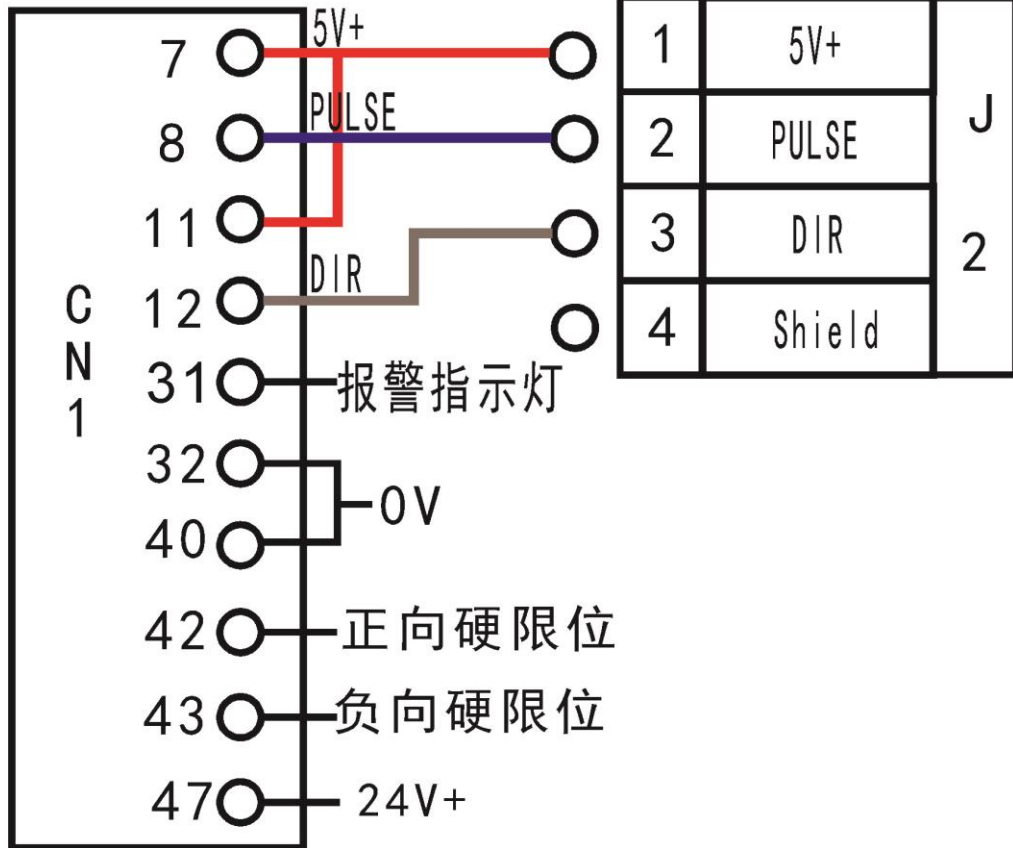 7 5V+ 1 5V+
8 PULSE 2 PULSE
11 3 DIR
12 DIR 4 Shield
J
2
C
N
1
31 报警指示灯
32
0V
40
42 正向硬限位
43 负向硬限位
47 24V+